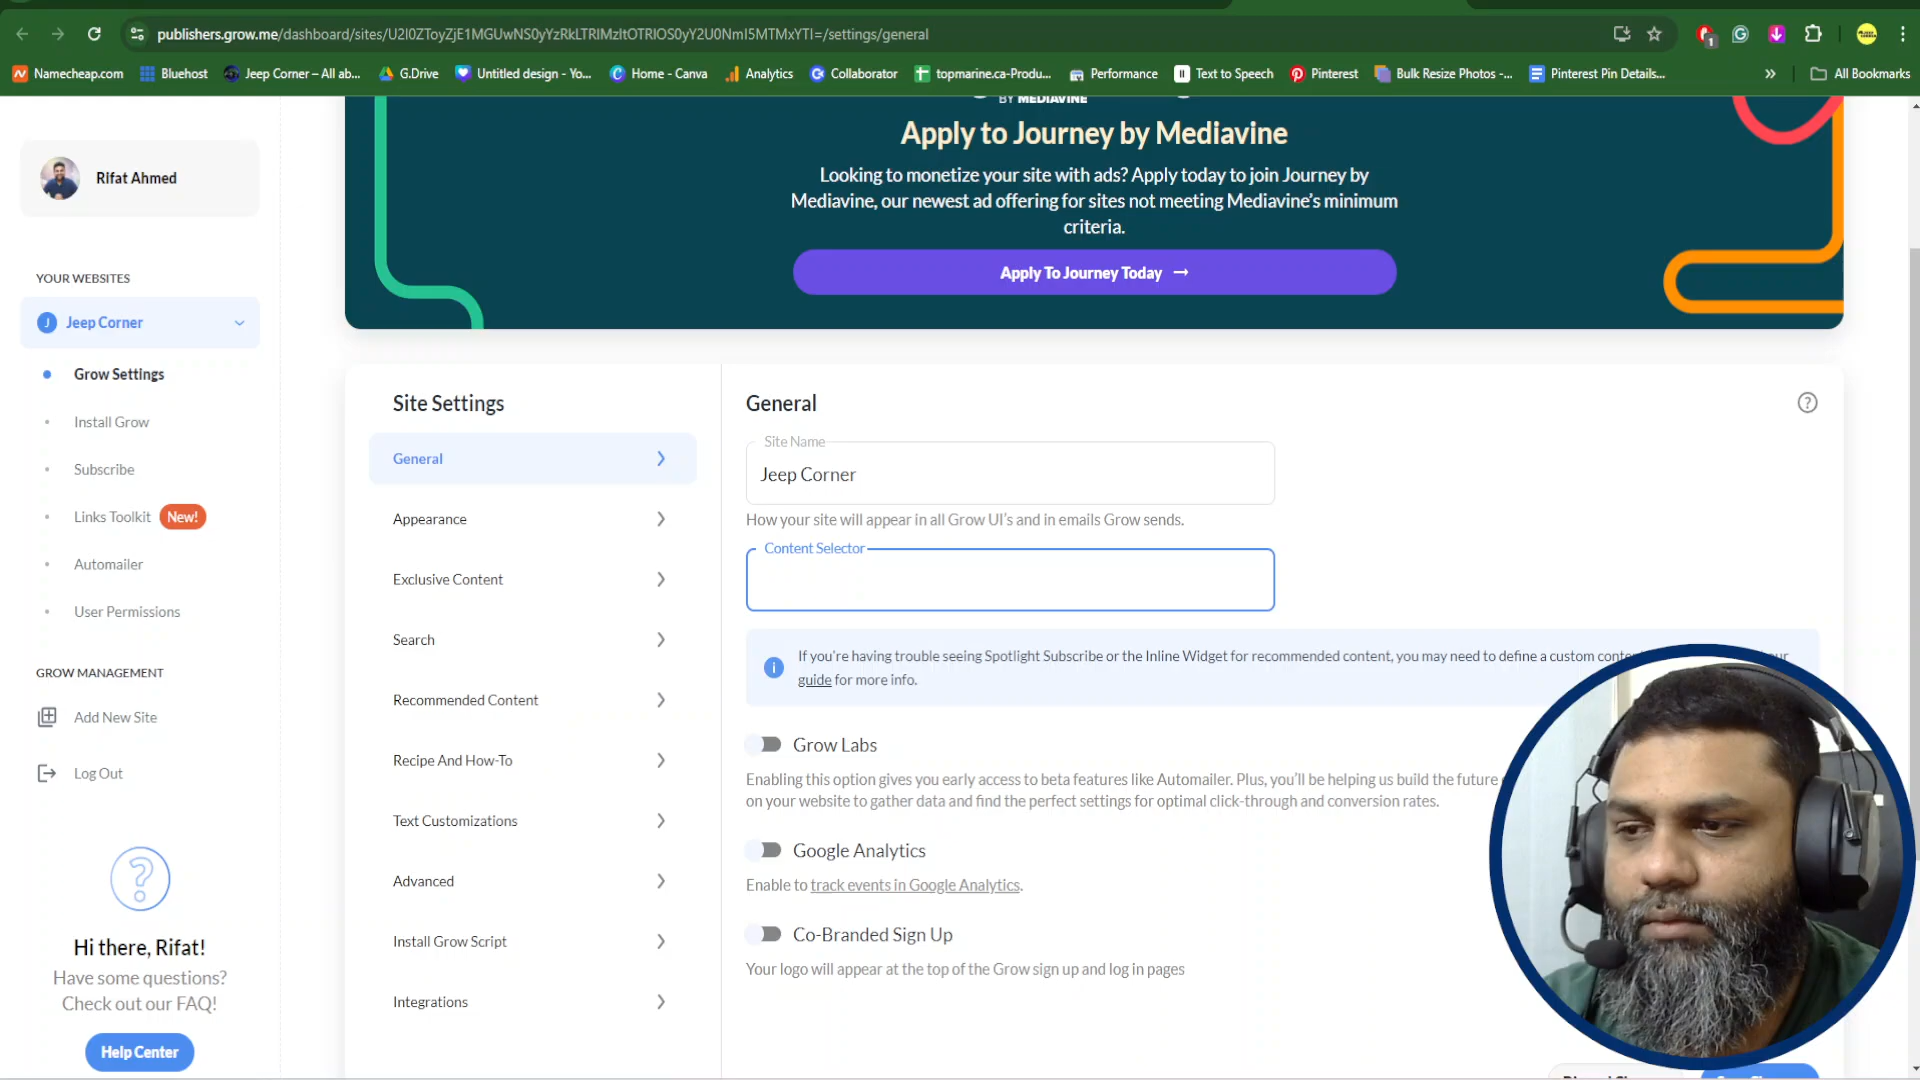 publishers.grow.me/dashboard/sites/U2l0ZToyZjE1MGUwNS0yYzRkLTRlMzItOTRlOS0yY2U0NmI5MTMxYTI=/settings/general
Namecheap.com
Bluehost
Jeep Corner – All ab...
G.Drive
Untitled design - Yo...
Home - Canva
Analytics
Collaborator
topmarine.ca-Produ...
Performance
Text to Speech
Pinterest
Bulk Resize Photos -...
Pinterest Pin Details...
All Bookmarks
BY MEDIAVINE
Apply to Journey by Mediavine
Looking to monetize your site with ads? Apply today to join Journey by
Mediavine, our newest ad offering for sites not meeting Mediavine's minimum
criteria.
Apply To Journey Today →
Rifat Ahmed
YOUR WEBSITES
J Jeep Corner
Grow Settings
Install Grow
Subscribe
Links Toolkit New!
Automailer
User Permissions
GROW MANAGEMENT
Add New Site
Log Out
Hi there, Rifat!
Have some questions?
Check out our FAQ!
Help Center
Site Settings
General
Appearance
Exclusive Content
Search
Recommended Content
Recipe And How-To
Text Customizations
Advanced
Install Grow Script
Integrations
General
Site Name
Jeep Corner
How your site will appear in all Grow UI's and in emails Grow sends.
Content Selector
If you're having trouble seeing Spotlight Subscribe or the Inline Widget for recommended content, you may need to define a custom
guide for more info.
Grow Labs
Enabling this option gives you early access to beta features like Automailer. Plus, you'll be helping us build the future
on your website to gather data and find the perfect settings for optimal click-through and conversion rates.
Google Analytics
Enable to track events in Google Analytics.
Co-Branded Sign Up
Your logo will appear at the top of the Grow sign up and log in pages